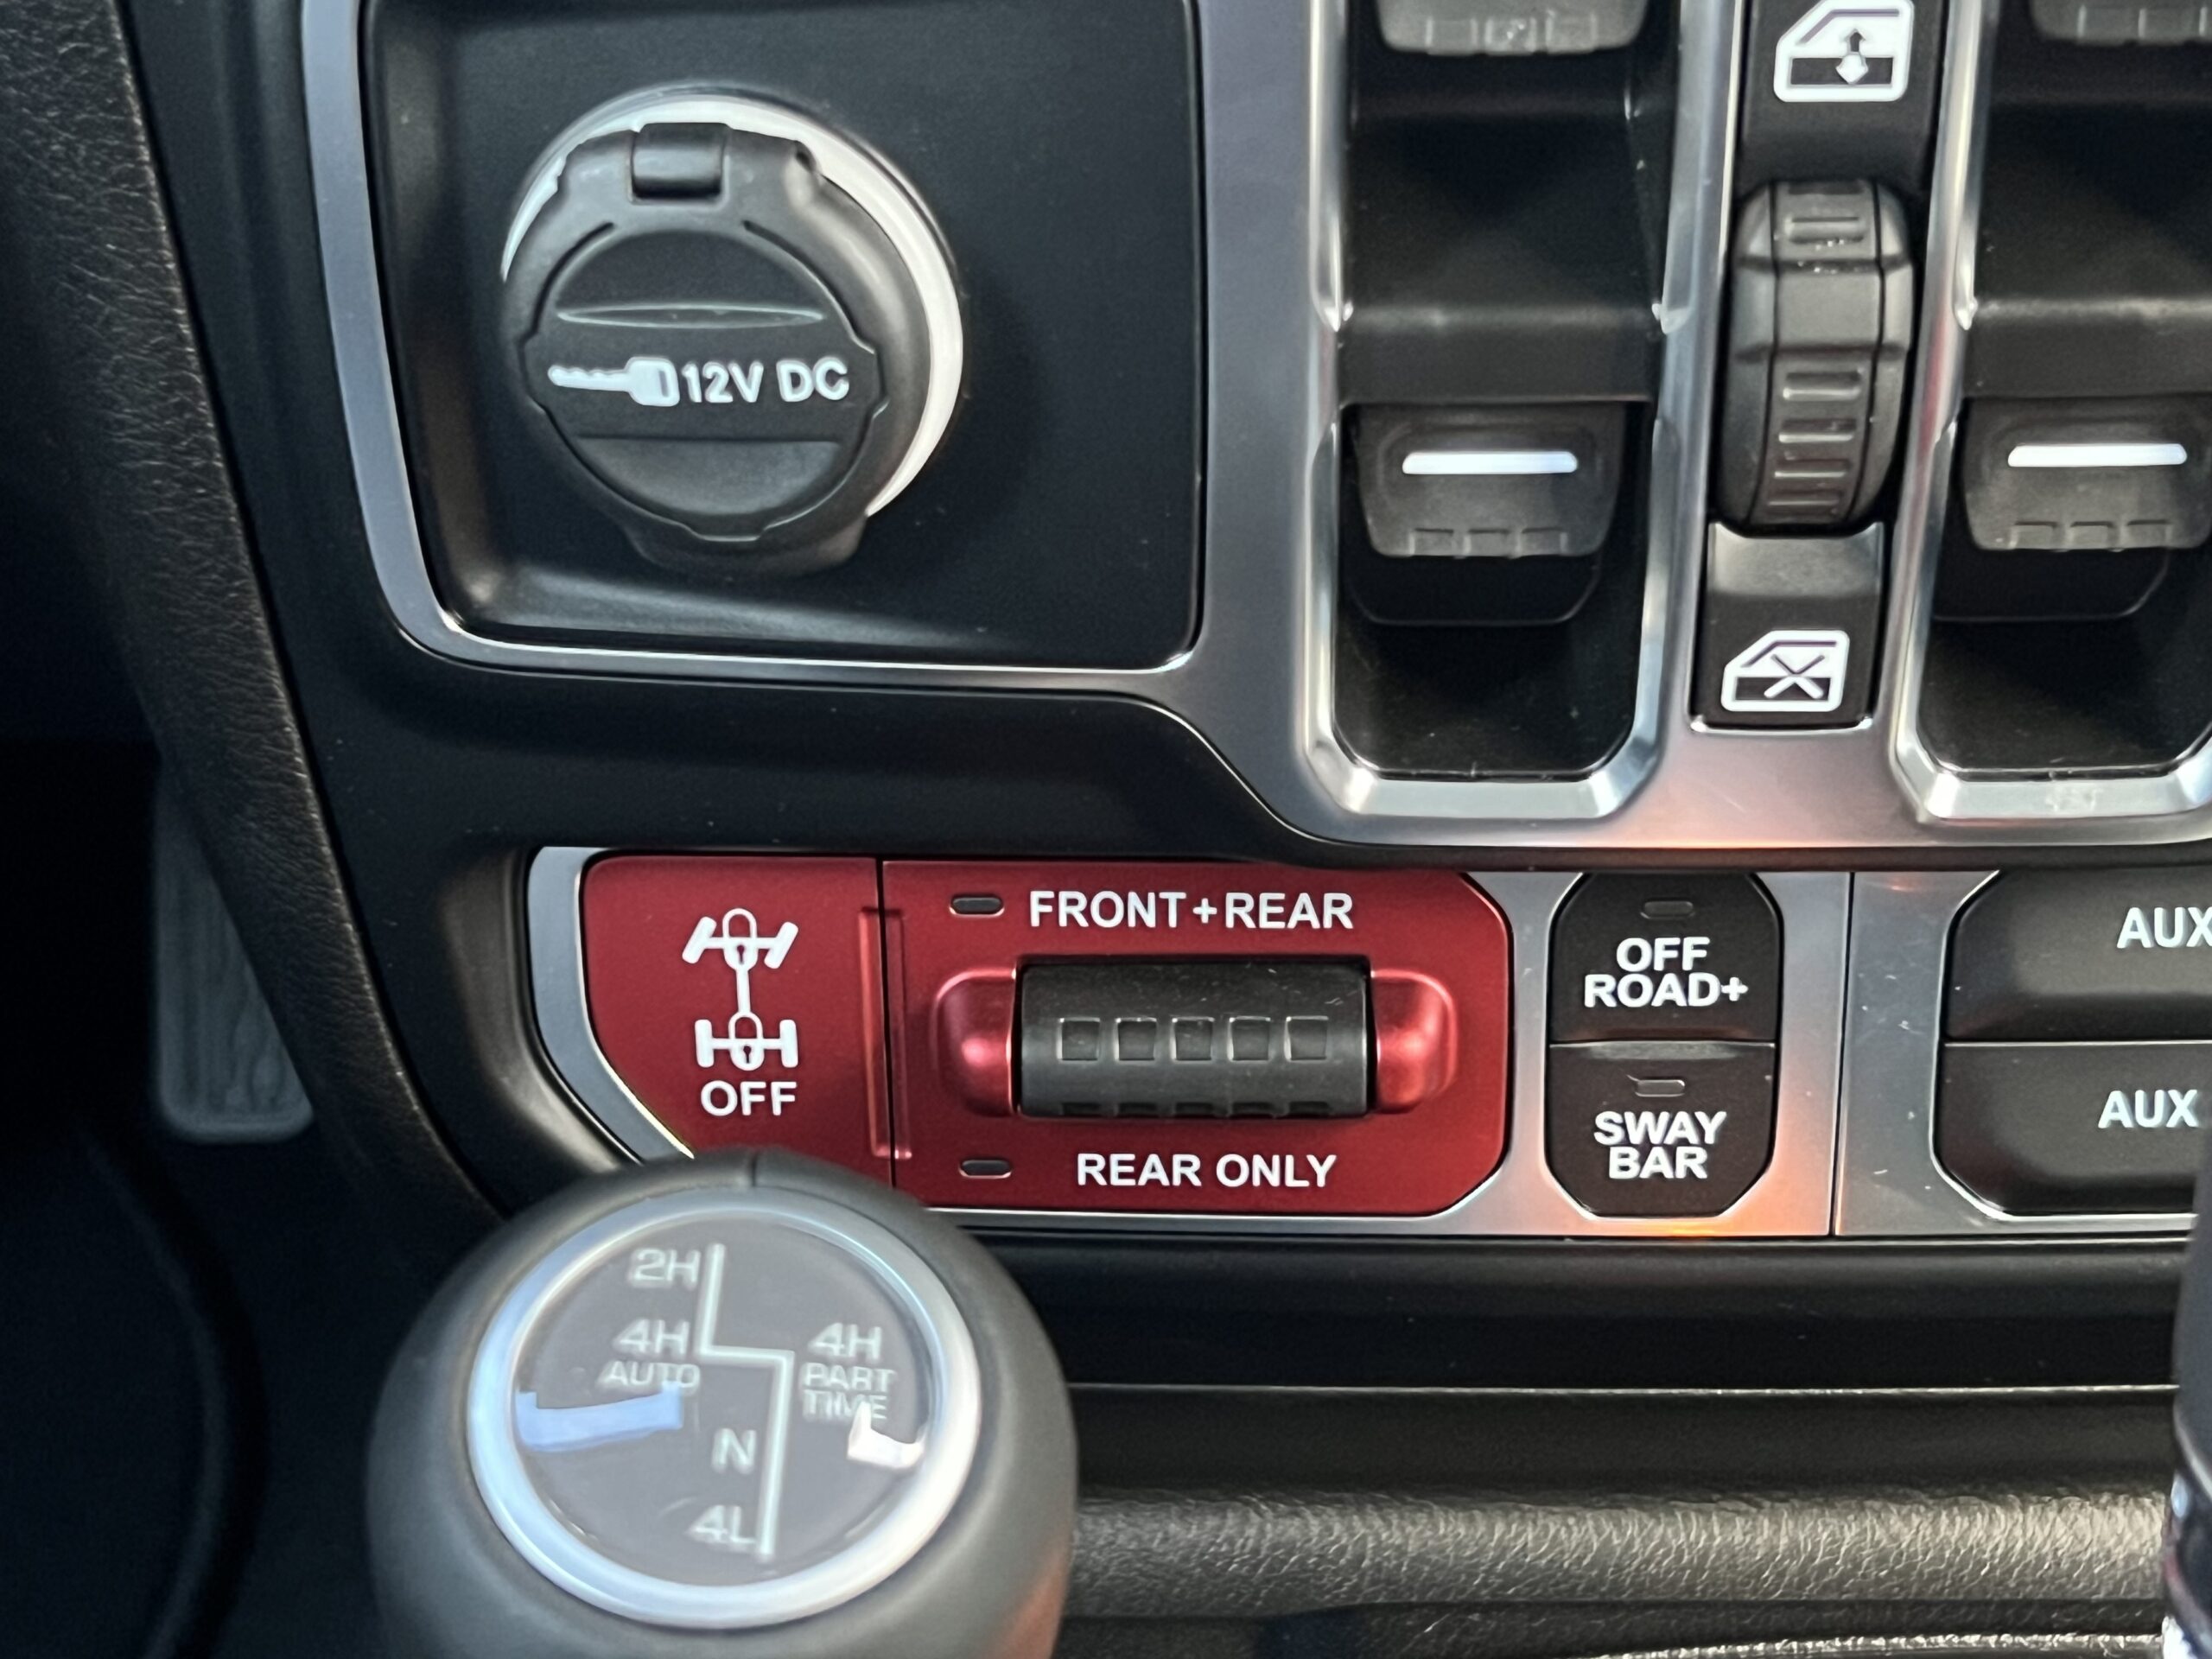 12V DC
FRONT+REAR
OFF
REAR ONLY
OFF
ROAD+
SWAY
BAR
AUX
AUX
2H
4H
AUTO
4H
PART
TIME
N
4L